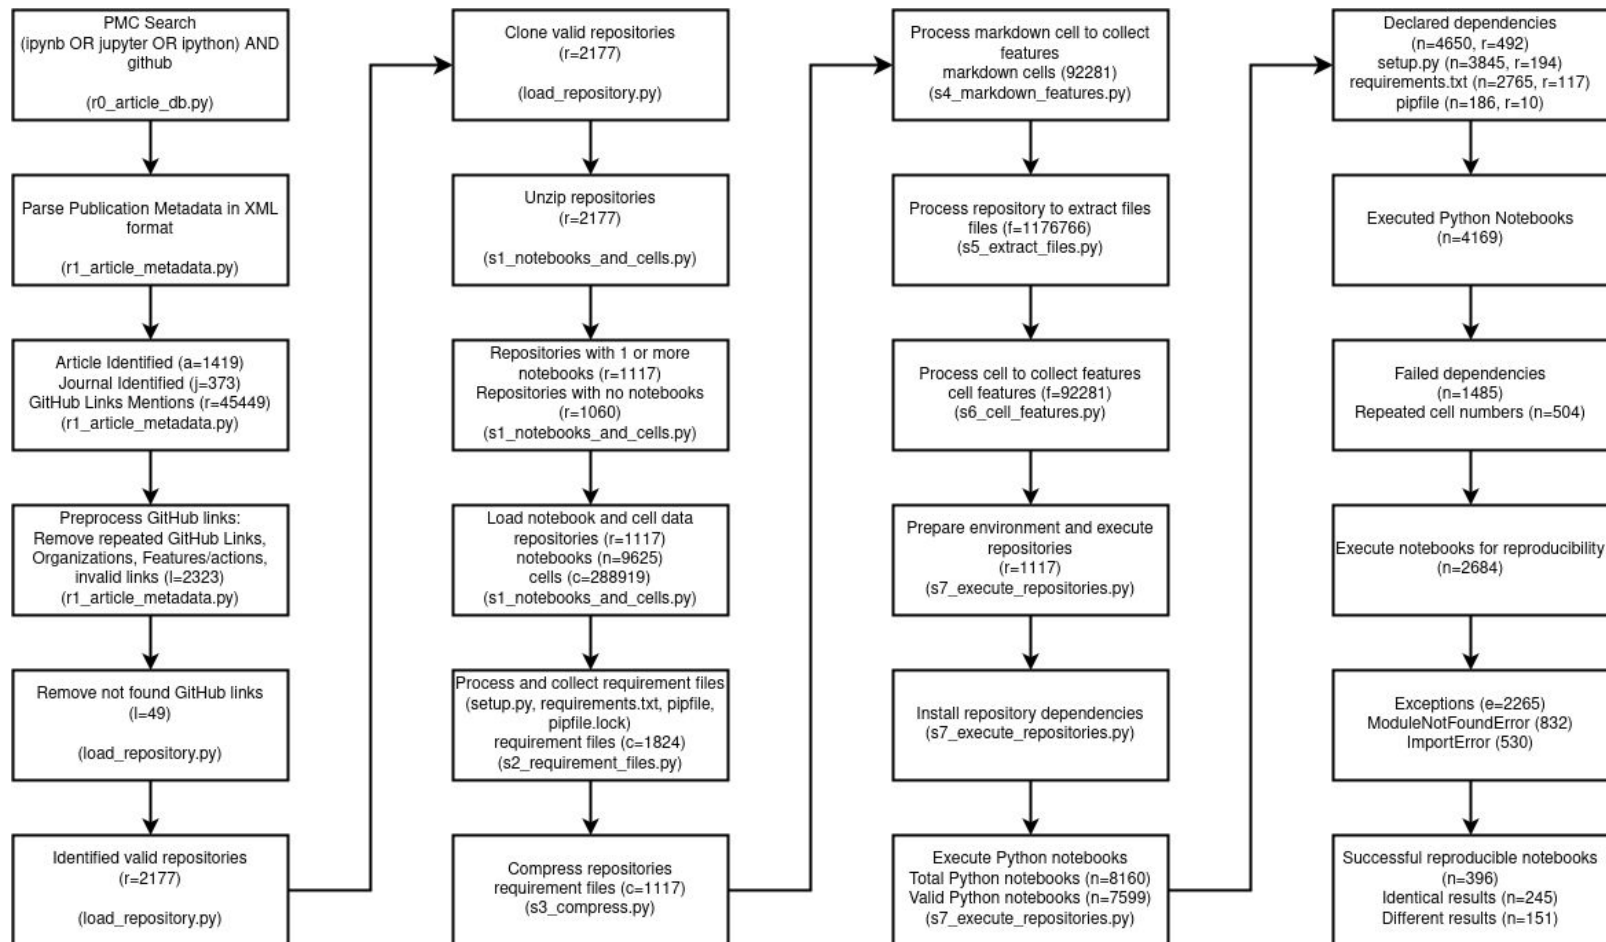 PMC Search
(ipynb OR jupyter OR ipython) AND
github
(r0_article_db.py)
Parse Publication Metadata in XML
format
(r1_article_metadata.py)
Article Identified (a=1419)
Journal Identified (j=373)
GitHub Links Mentions (r=45449)
(r1_article_metadata.py)
Preprocess GitHub links:
Remove repeated GitHub Links,
Organizations, Features/actions,
invalid links (l=2323)
(r1_article_metadata.py)
Remove not found GitHub links
(l=49)
(load_repository.py)
Identified valid repositories
(r=2177)
(load_repository.py)
Clone valid repositories
(r=2177)
(load_repository.py)
Unzip repositories
(r=2177)
(s1_notebooks_and_cells.py)
Repositories with 1 or more
notebooks (r=1117)
Repositories with no notebooks
(r=1060)
(s1_notebooks_and_cells.py)
Load notebook and cell data
repositories (r=1117)
notebooks (n=9625)
cells (c=288919)
(s1_notebooks_and_cells.py)
Process and collect requirement files
(setup.py, requirements.txt, pipfile,
pipfile.lock)
requirement files (c=1824)
(s2_requirement_files.py)
Compress repositories
requirement files (c=1117)
(s3_compress.py)
Process markdown cell to collect
features
markdown cells (92281)
(s4_markdown_features.py)
Process repository to extract files
files (f=1176766)
(s5_extract_files.py)
Process cell to collect features
cell features (f=92281)
(s6_cell_features.py)
Prepare environment and execute
repositories
(r=1117)
(s7_execute_repositories.py)
Install repository dependencies
(s7_execute_repositories.py)
Execute Python notebooks
Total Python notebooks (n=8160)
Valid Python notebooks (n=7599)
(s7_execute_repositories.py)
Declared dependencies
(n=4650, r=492)
setup.py (n=3845, r=194)
requirements.txt (n=2765, r=117)
pipfile (n=186, r=10)
Executed Python Notebooks
(n=4169)
Failed dependencies
(n=1485)
Repeated cell numbers (n=504)
Execute notebooks for reproducibility
(n=2684)
Exceptions (e=2265)
ModuleNotFoundError (832)
ImportError (530)
Successful reproducible notebooks
(n=396)
Identical results (n=245)
Different results (n=151)